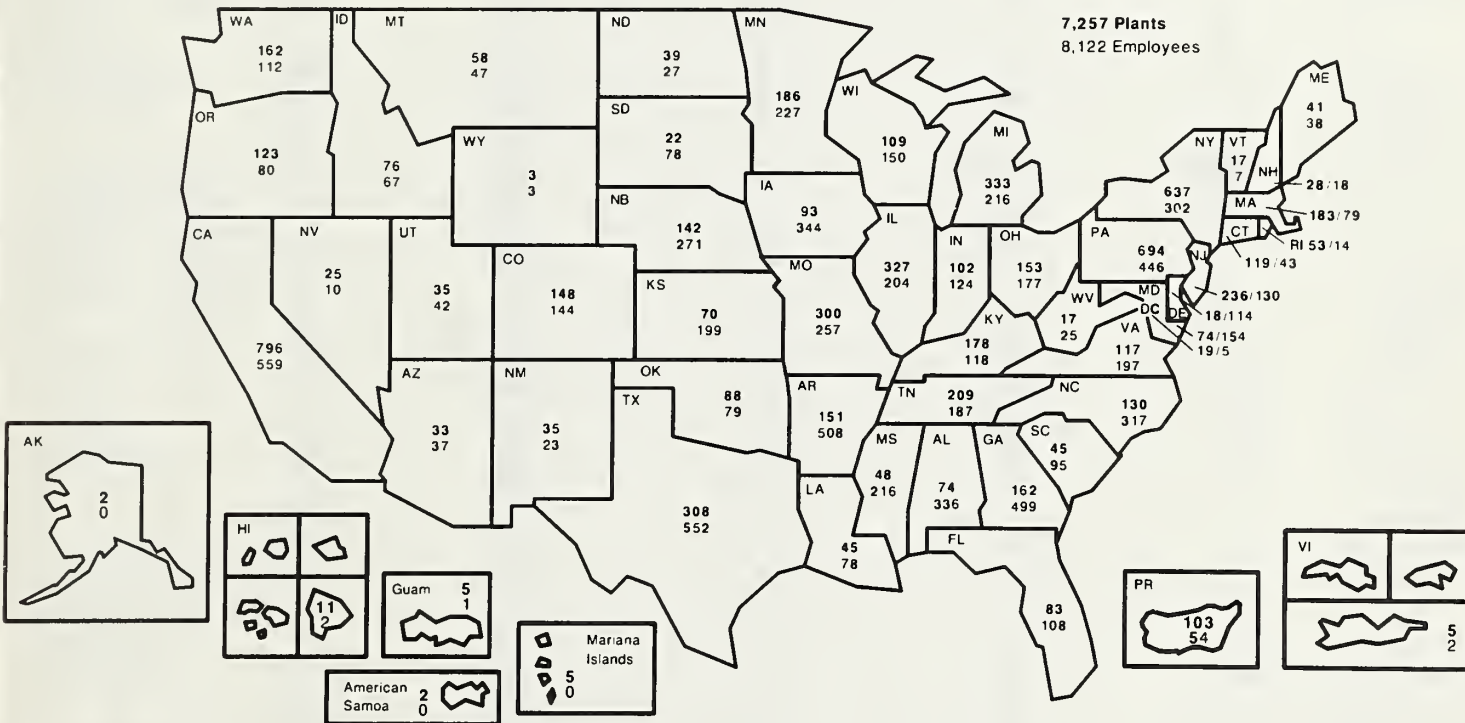 7,257 Plants
8,122 Employees
WA
162
112
ID
76
67
MT
58
47
ND
39
27
MN
186
227
OR
123
80
WY
3
3
SD
22
78
WI
109
150
MI
333
216
NY
637
302
VT
17
7
NH
28/18
ME
41
38
MA
183/79
CT
119/43
RI 53/14
CA
796
559
NV
25
10
UT
35
42
CO
148
144
NB
142
271
IA
93
344
IL
327
204
IN
102
124
OH
153
177
PA
694
446
NJ
236/130
MD
DE
18/114
74/154
DC
19/5
KS
70
199
MO
300
257
KY
178
118
WV
17
25
VA
117
197
AZ
33
37
NM
35
23
OK
88
79
TX
308
552
AR
151
508
TN
209
187
NC
130
317
SC
45
95
MS
48
216
AL
74
336
GA
162
499
LA
45
78
FL
83
108
AK
2
0
HI
11
2
Guam 5
1
American 2
Samoa 0
Mariana
Islands
5
0
PR
103
54
VI
5
2